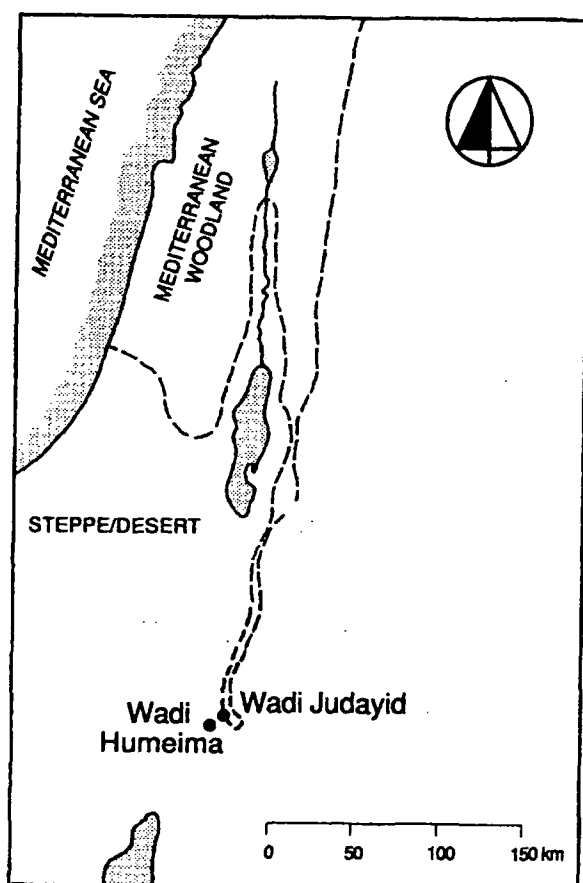 MEDITERRANEAN SEA
MEDITERRANEAN
WOODLAND
STEPPE/DESERT
Wadi Judayid
Wadi
Humeima
0 50 100 150 km